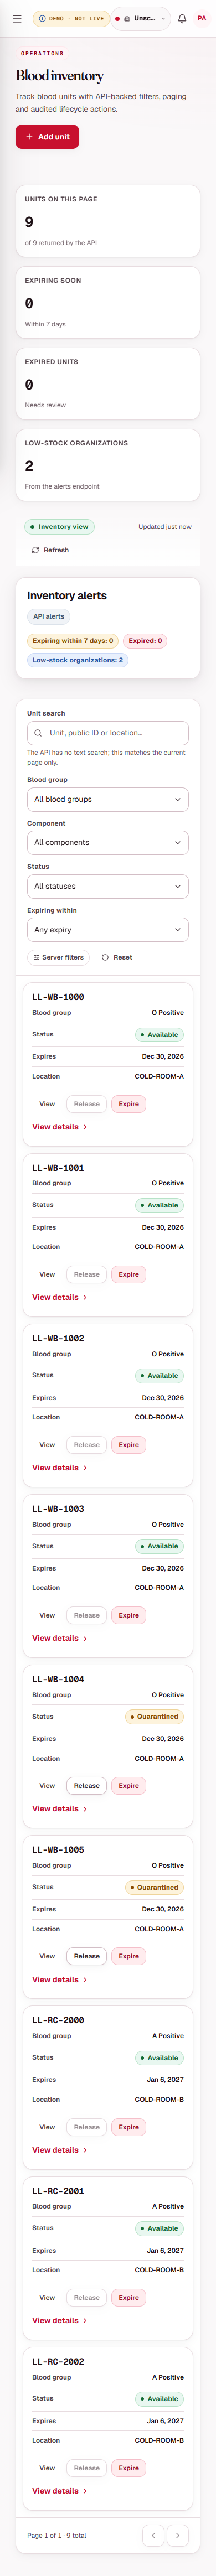 DEMO - NOT LIVE
Unsc...
PA
OPERATIONS
Blood inventory
Track blood units with API-backed filters, paging
and audited lifecycle actions.
+ Add unit
UNITS ON THIS PAGE
9
of 9 returned by the API
EXPIRING SOON
0
Within 7 days
EXPIRED UNITS
0
Needs review
LOW-STOCK ORGANIZATIONS
2
From the alerts endpoint
Inventory view
Updated just now
Refresh
Inventory alerts
API alerts
Expiring within 7 days: 0
Expired: 0
Low-stock organizations: 2
Unit search
Unit, public ID or location...
The API has no text search; this matches the current
page only.
Blood group
All blood groups
Component
All components
Status
All statuses
Expiring within
Any expiry
Server filters
Reset
LL-WB-1000
Blood group O Positive
Status Available
Expires Dec 30, 2026
Location COLD-ROOM-A
View Release Expire
View details
LL-WB-1001
Blood group O Positive
Status Available
Expires Dec 30, 2026
Location COLD-ROOM-A
View Release Expire
View details
LL-WB-1002
Blood group O Positive
Status Available
Expires Dec 30, 2026
Location COLD-ROOM-A
View Release Expire
View details
LL-WB-1003
Blood group O Positive
Status Available
Expires Dec 30, 2026
Location COLD-ROOM-A
View Release Expire
View details
LL-WB-1004
Blood group O Positive
Status Quarantined
Expires Dec 30, 2026
Location COLD-ROOM-A
View Release Expire
View details
LL-WB-1005
Blood group O Positive
Status Quarantined
Expires Dec 30, 2026
Location COLD-ROOM-A
View Release Expire
View details
LL-RC-2000
Blood group A Positive
Status Available
Expires Jan 6, 2027
Location COLD-ROOM-B
View Release Expire
View details
LL-RC-2001
Blood group A Positive
Status Available
Expires Jan 6, 2027
Location COLD-ROOM-B
View Release Expire
View details
LL-RC-2002
Blood group A Positive
Status Available
Expires Jan 6, 2027
Location COLD-ROOM-B
View Release Expire
View details
Page 1 of 1 · 9 total